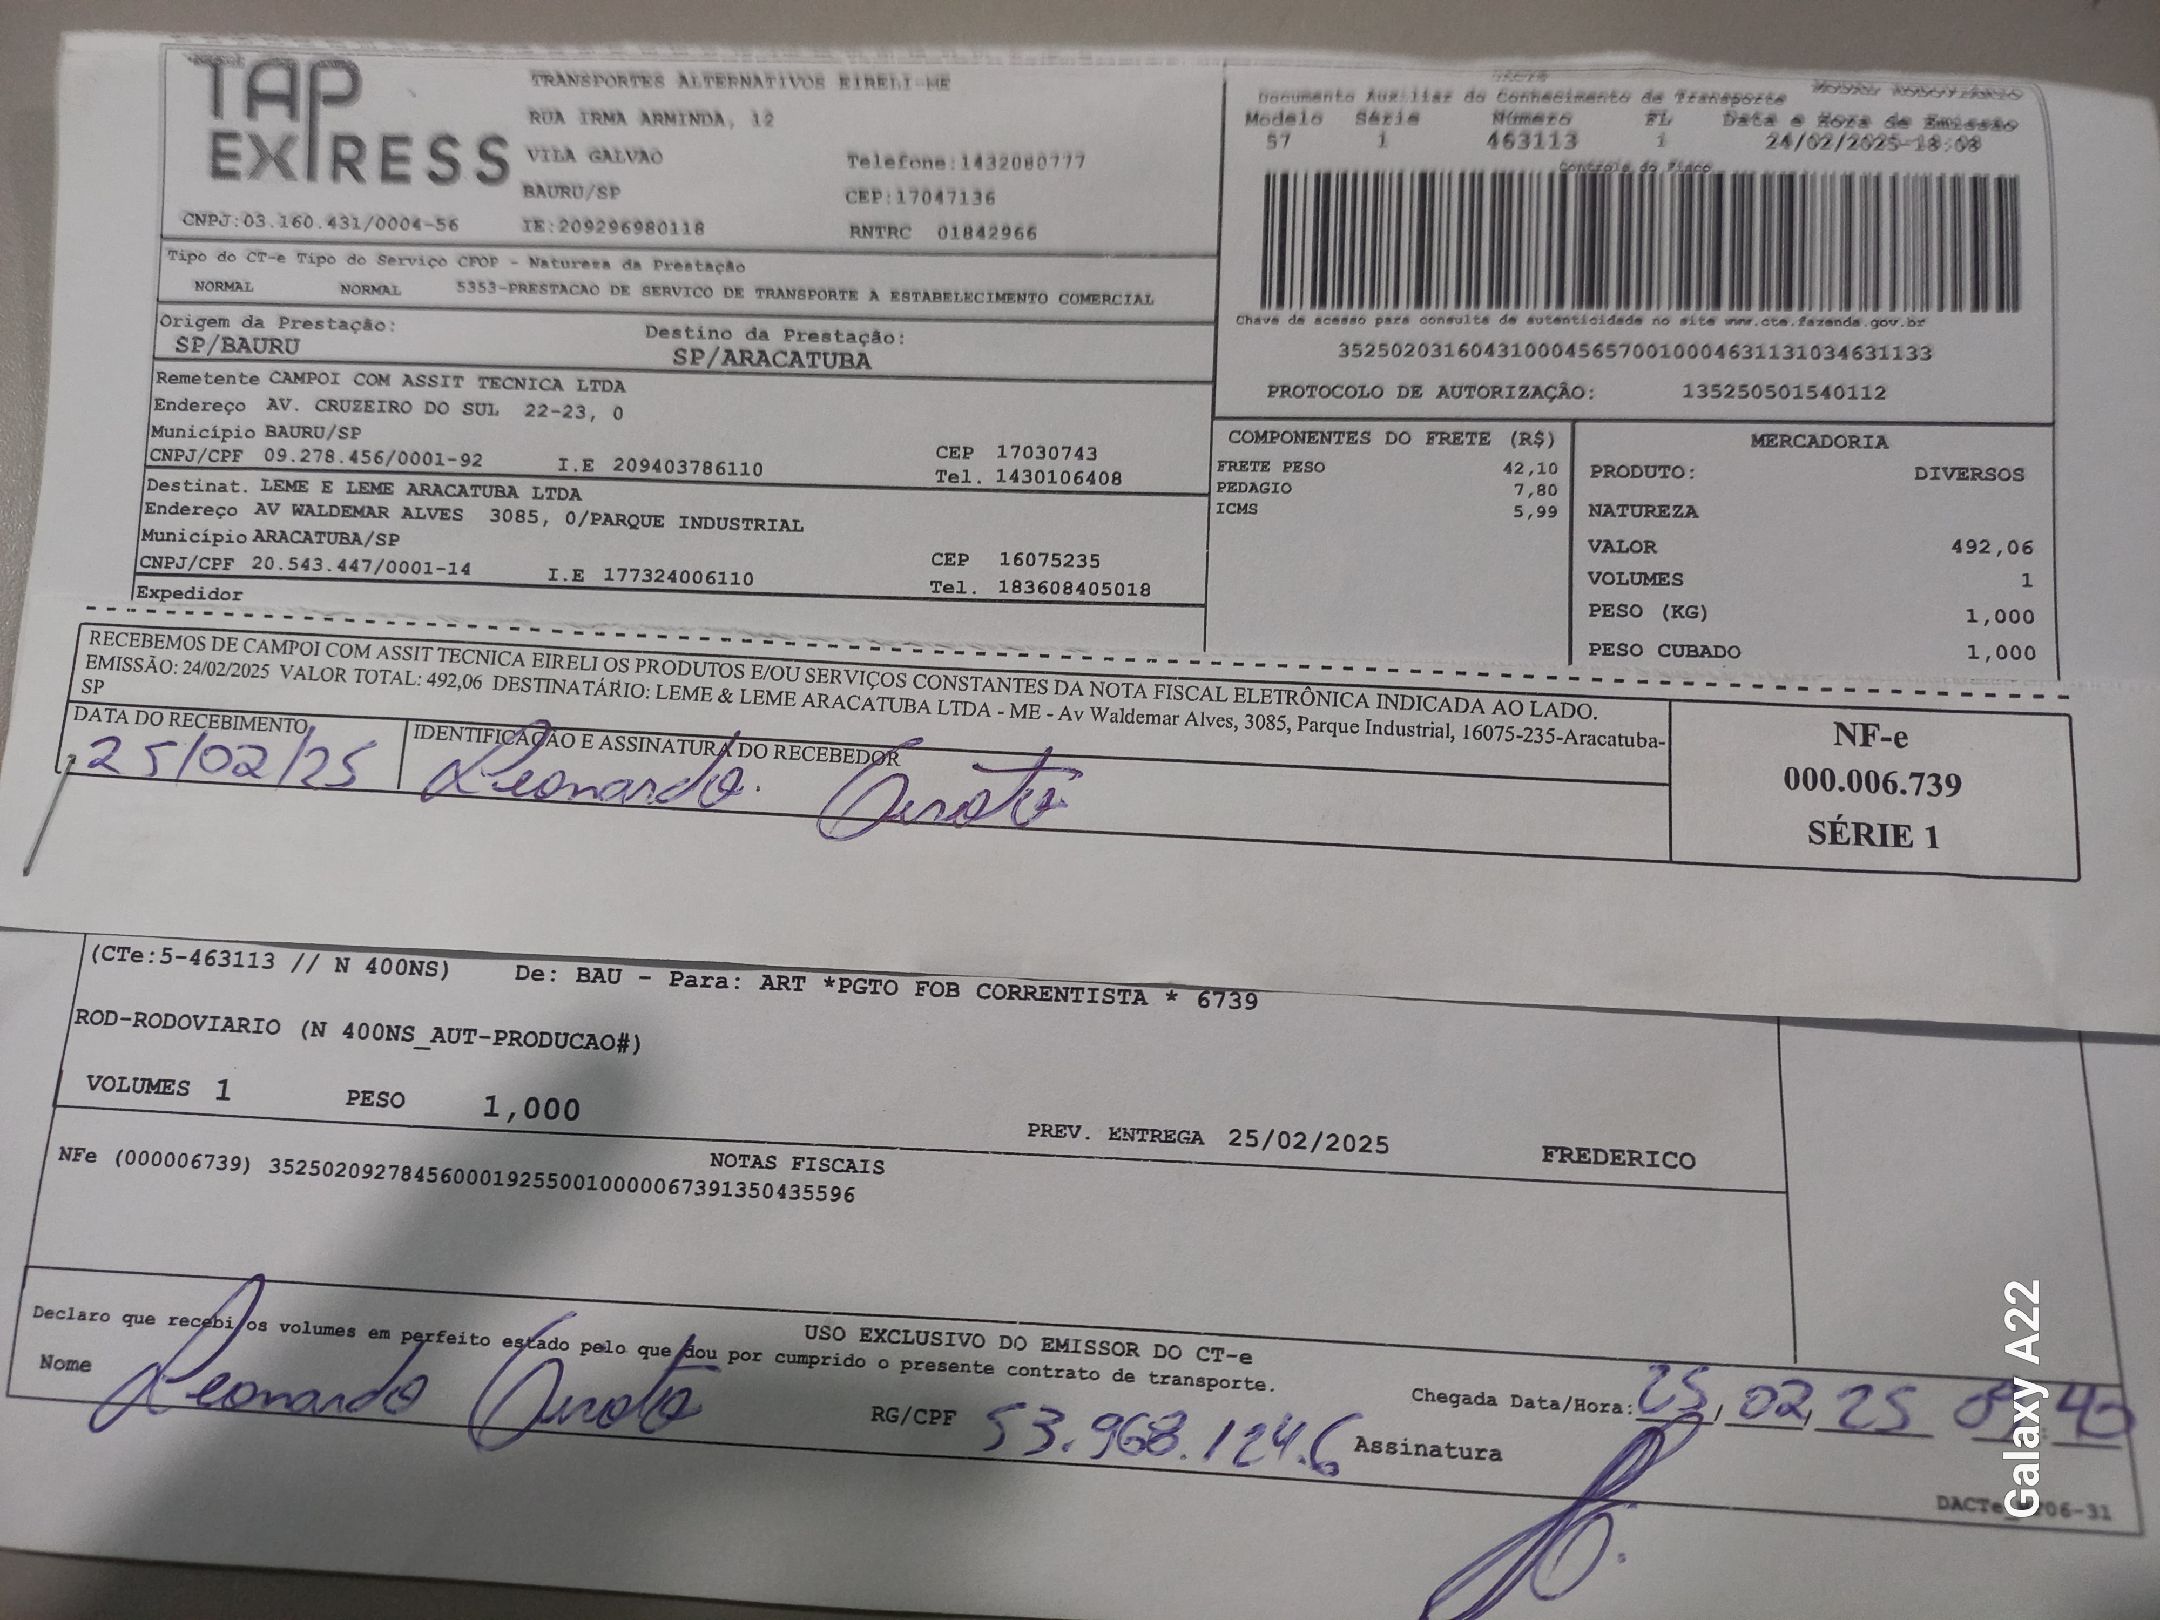 TAP EXPRESS
TRANSPORTES ALTERNATIVOS EIRELI-ME
RUA IRMA ARMINDA, 12
VILA GALVAO Telefone:1432080777
BAURU/SP CEP:17047136
CNPJ:03.160.431/0004-56 IE:209296980118 RNTRC 01842966
Documento Auxiliar do Conhecimento de Transporte
Modelo Série Número FL Data e Hora de Emissão
57 1 463113 1 24/02/2025-18:08
Controle do Fisco
Chave de acesso para consulta de autenticidade no site www.cte.fazenda.gov.br
35250203160431000456570010004631131034631133
PROTOCOLO DE AUTORIZAÇÃO: 135250501540112
Tipo do CT-e Tipo do Serviço CFOP - Natureza da Prestação
NORMAL NORMAL 5353-PRESTACAO DE SERVICO DE TRANSPORTE A ESTABELECIMENTO COMERCIAL
Origem da Prestação: Destino da Prestação:
SP/BAURU SP/ARACATUBA
Remetente CAMPOI COM ASSIT TECNICA LTDA
Endereço AV. CRUZEIRO DO SUL 22-23, 0
Município BAURU/SP CEP 17030743
CNPJ/CPF 09.278.456/0001-92 I.E 209403786110 Tel. 1430106408
Destinat. LEME E LEME ARACATUBA LTDA
Endereço AV WALDEMAR ALVES 3085, 0/PARQUE INDUSTRIAL
Município ARACATUBA/SP CEP 16075235
CNPJ/CPF 20.543.447/0001-14 I.E 177324006110 Tel. 183608405018
Expedidor
COMPONENTES DO FRETE (R$)
FRETE PESO 42,10
PEDAGIO 7,80
ICMS 5,99
MERCADORIA
PRODUTO: DIVERSOS
NATUREZA
VALOR 492,06
VOLUMES 1
PESO (KG) 1,000
PESO CUBADO 1,000
RECEBEMOS DE CAMPOI COM ASSIT TECNICA EIRELI OS PRODUTOS E/OU SERVIÇOS CONSTANTES DA NOTA FISCAL ELETRÔNICA INDICADA AO LADO.
EMISSÃO: 24/02/2025 VALOR TOTAL: 492,06 DESTINATÁRIO: LEME & LEME ARACATUBA LTDA - ME - Av Waldemar Alves, 3085, Parque Industrial, 16075-235-Aracatuba-
SP
DATA DO RECEBIMENTO IDENTIFICAÇÃO E ASSINATURA DO RECEBEDOR
25/02/25 Leonardo
NF-e
000.006.739
SÉRIE 1
(CTe:5-463113 // N 400NS) De: BAU - Para: ART *PGTO FOB CORRENTISTA * 6739
ROD-RODOVIARIO (N 400NS_AUT-PRODUCAO#)
VOLUMES 1 PESO 1,000
PREV. ENTREGA 25/02/2025 FREDERICO
NOTAS FISCAIS
NFe (000006739) 35250209278456000192550010000067391350435596
USO EXCLUSIVO DO EMISSOR DO CT-e
Declaro que recebi os volumes em perfeito estado pelo que dou por cumprido o presente contrato de transporte.
Nome Leonardo RG/CPF 53.968.124.6 Assinatura
Chegada Data/Hora: 25 02 25 :40
Galaxy A22